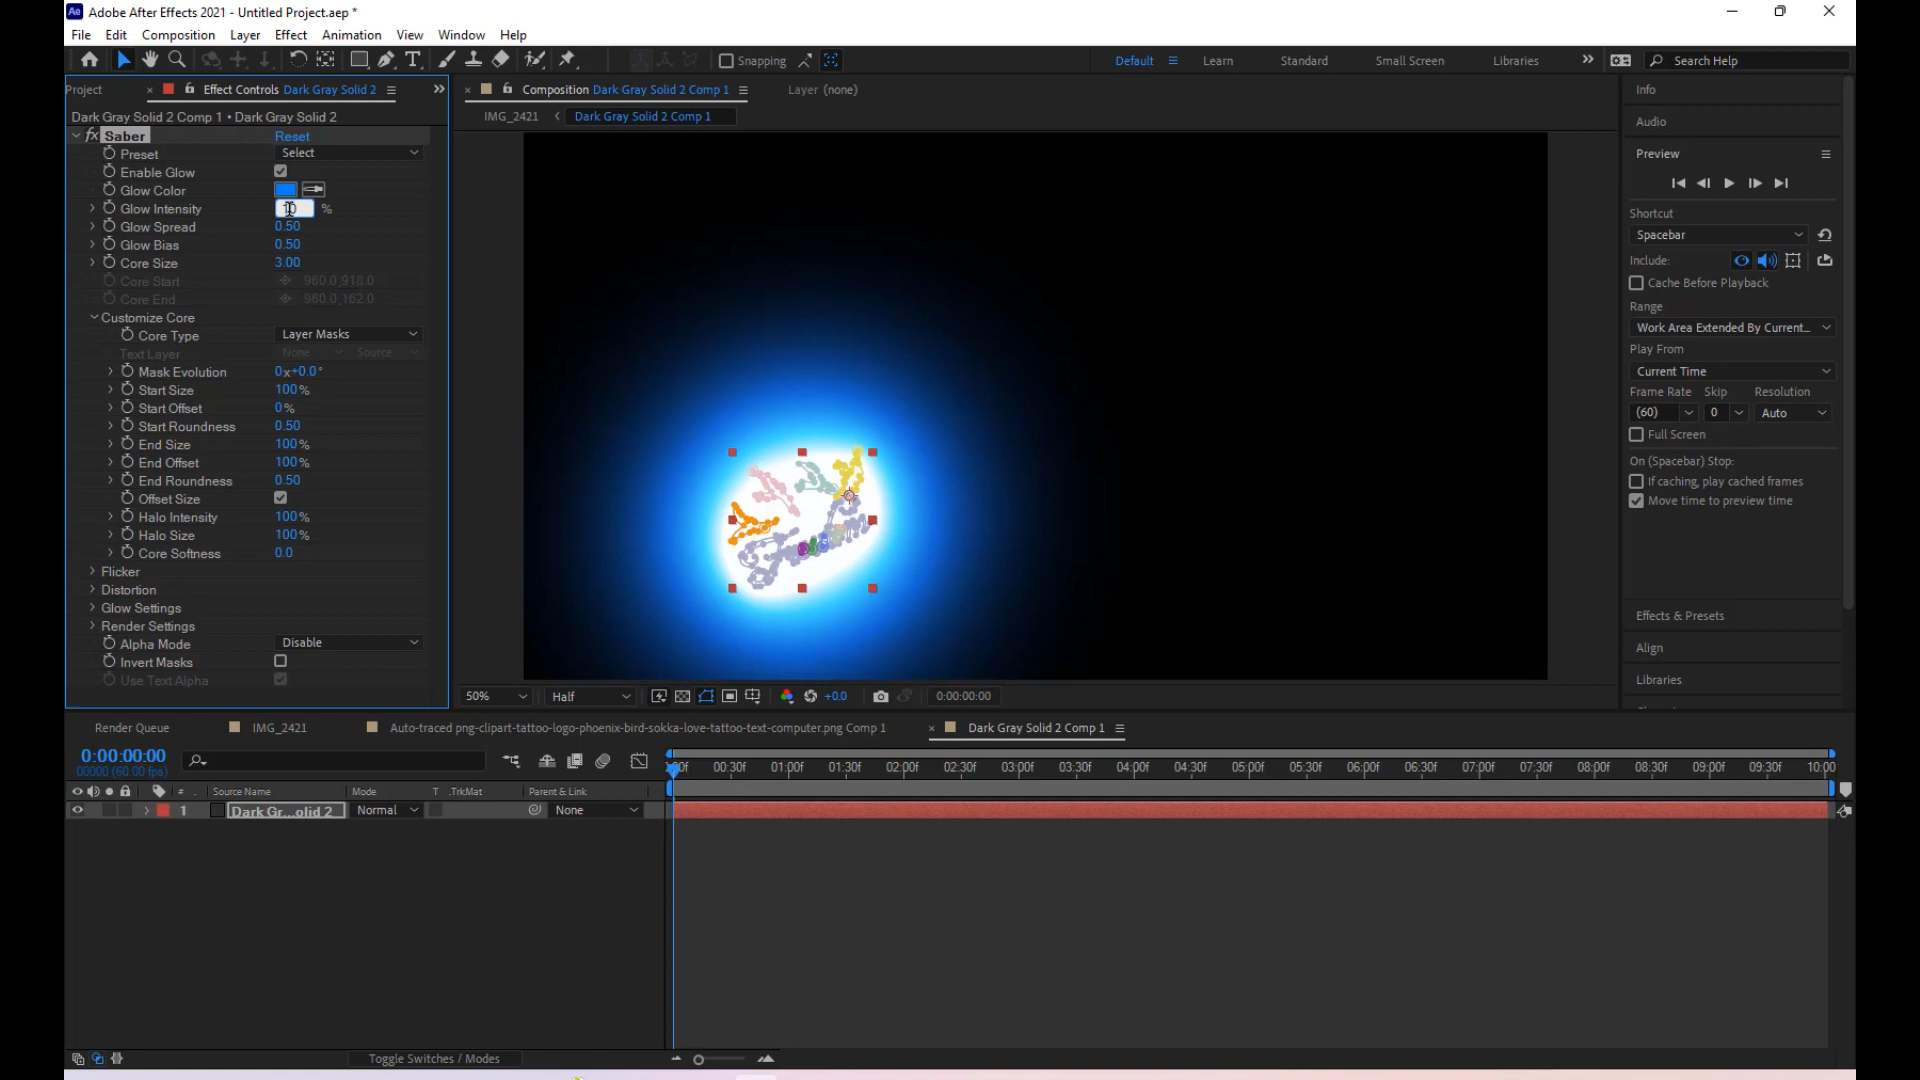 Ae Adobe After Effects 2021 - Untitled Project.aep *
File Edit Composition Layer Effect Animation View Window Help
Snapping
Default Learn Standard Small Screen Libraries Search Help
Project Effect Controls Dark Gray Solid 2
Dark Gray Solid 2 Comp 1 • Dark Gray Solid 2
fx Saber Reset
Preset Select
Enable Glow
Glow Color
Glow Intensity %
Glow Spread 0.50
Glow Bias 0.50
Core Size 3.00
Core Start 960.0,918.0
Core End 960.0,162.0
Customize Core
Core Type Layer Masks
Text Layer None Source
Mask Evolution 0x+0.0°
Start Size 100%
Start Offset 0%
Start Roundness 0.50
End Size 100%
End Offset 100%
End Roundness 0.50
Offset Size
Halo Intensity 100%
Halo Size 100%
Core Softness 0.0
Flicker
Distortion
Glow Settings
Render Settings
Alpha Mode Disable
Invert Masks
Use Text Alpha
Composition Dark Gray Solid 2 Comp 1 Layer (none)
IMG_2421 Dark Gray Solid 2 Comp 1
50% Half +0.0 0:00:00:00
Info
Audio
Preview
Shortcut
Spacebar
Include:
Cache Before Playback
Range
Work Area Extended By Current...
Play From
Current Time
Frame Rate Skip Resolution
(60) 0 Auto
Full Screen
On (Spacebar) Stop:
If caching, play cached frames
Move time to preview time
Effects & Presets
Align
Libraries
Render Queue IMG_2421 Auto-traced png-clipart-tattoo-logo-phoenix-bird-sokka-love-tattoo-text-computer.png Comp 1 Dark Gray Solid 2 Comp 1
0:00:00:00
00000 (60.00 fps)
00:30f 01:00f 01:30f 02:00f 02:30f 03:00f 03:30f 04:00f 04:30f 05:00f 05:30f 06:00f 06:30f 07:00f 07:30f 08:00f 08:30f 09:00f 09:30f 10:00
# Source Name Mode T .TrkMat Parent & Link
1 Dark Gr...olid 2 Normal None
Toggle Switches / Modes